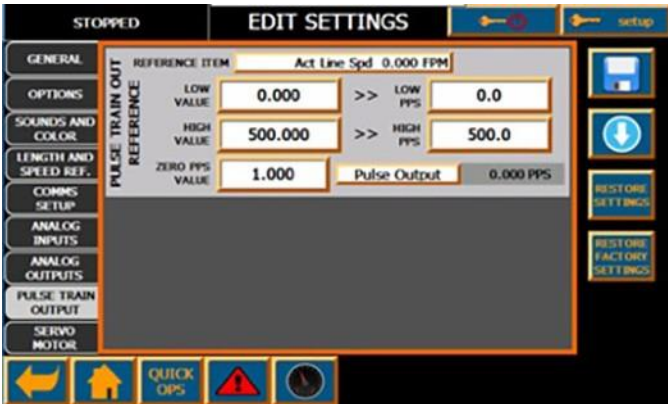 STOPPED
EDIT SETTINGS
setup
GENERAL
OPTIONS
SOUNDS AND
COLOR
LENGTH AND
SPEED REF.
COMMS
SETUP
ANALOG
INPUTS
ANALOG
OUTPUTS
PULSE TRAIN
OUTPUT
SERVO
MOTOR
PULSE TRAIN OUT
REFERENCE
REFERENCE ITEM
Act Line Spd 0.000 FPM
LOW
VALUE
0.000
>>
LOW
PPS
0.0
HIGH
VALUE
500.000
>>
HIGH
PPS
500.0
ZERO PPS
VALUE
1.000
Pulse Output
0.000 PPS
RESTORE
SETTINGS
RESTORE
FACTORY
SETTINGS
QUICK
OPS